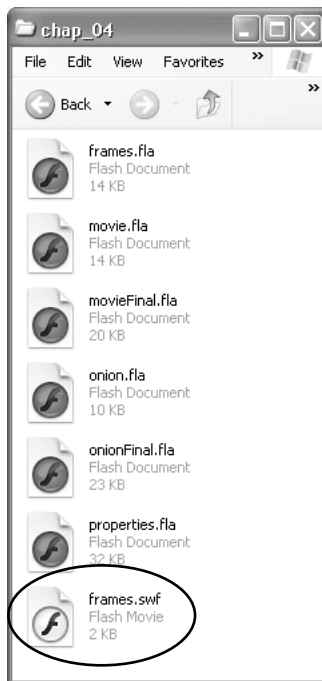 chap_04
File Edit View Favorites »
Back »
frames.fla
Flash Document
14 KB
movie.fla
Flash Document
14 KB
movieFinal.fla
Flash Document
20 KB
onion.fla
Flash Document
10 KB
onionFinal.fla
Flash Document
23 KB
properties.fla
Flash Document
32 KB
frames.swf
Flash Movie
2 KB